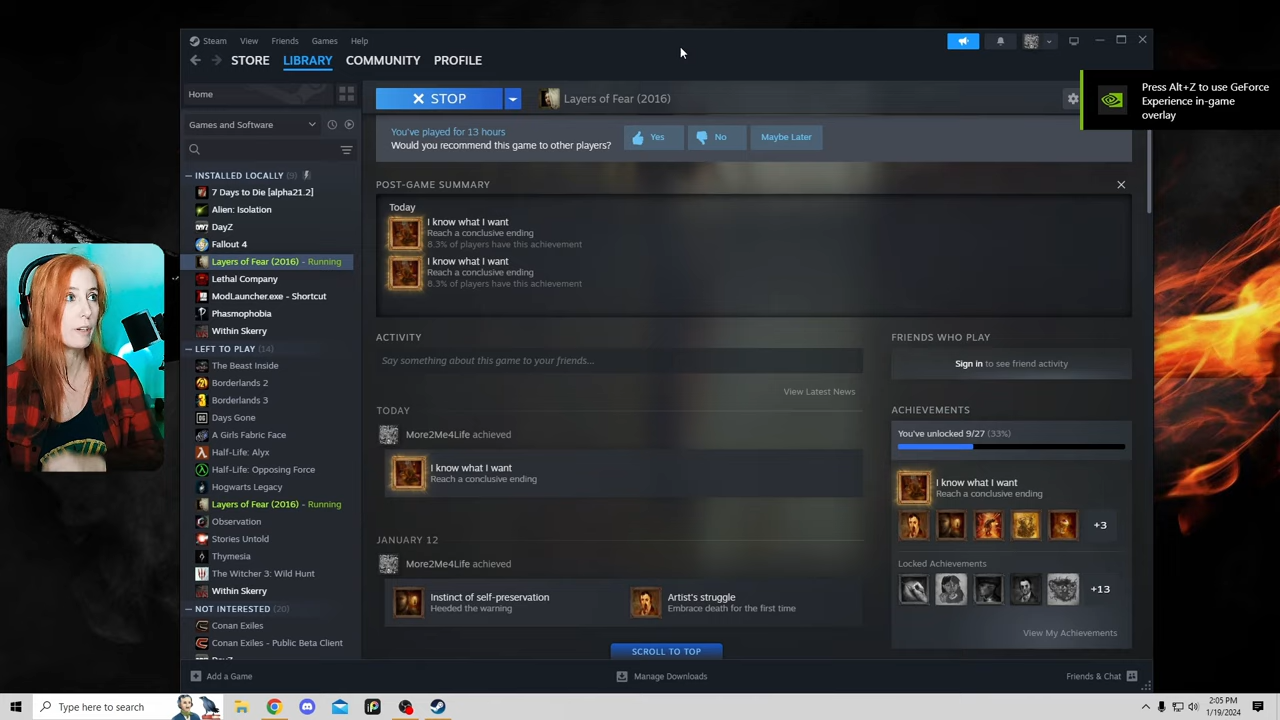 Steam View Friends Games Help
STORE LIBRARY COMMUNITY PROFILE
Home
Games and Software
INSTALLED LOCALLY (9)
7 Days to Die [alpha21.2]
Alien: Isolation
DayZ
Fallout 4
Layers of Fear (2016) - Running
Lethal Company
ModLauncher.exe - Shortcut
Phasmophobia
Within Skerry
LEFT TO PLAY (14)
The Beast Inside
Borderlands 2
Borderlands 3
Days Gone
A Girls Fabric Face
Half-Life: Alyx
Half-Life: Opposing Force
Hogwarts Legacy
Layers of Fear (2016) - Running
Observation
Stories Untold
Thymesia
The Witcher 3: Wild Hunt
Within Skerry
NOT INTERESTED (20)
Conan Exiles
Conan Exiles - Public Beta Client
DayZ
STOP
Layers of Fear (2016)
You've played for 13 hours
Would you recommend this game to other players?
Yes
No
Maybe Later
POST-GAME SUMMARY
Today
I know what I want
Reach a conclusive ending
8.3% of players have this achievement
I know what I want
Reach a conclusive ending
8.3% of players have this achievement
ACTIVITY
Say something about this game to your friends...
View Latest News
TODAY
More2Me4Life achieved
I know what I want
Reach a conclusive ending
JANUARY 12
More2Me4Life achieved
Instinct of self-preservation
Heeded the warning
Artist's struggle
Embrace death for the first time
SCROLL TO TOP
FRIENDS WHO PLAY
Sign in to see friend activity
ACHIEVEMENTS
You've unlocked 9/27 (33%)
I know what I want
Reach a conclusive ending
+3
Locked Achievements
+13
View My Achievements
Press Alt+Z to use GeForce
Experience in-game
overlay
Add a Game
Manage Downloads
Friends & Chat
Type here to search
2:05 PM
1/19/2024